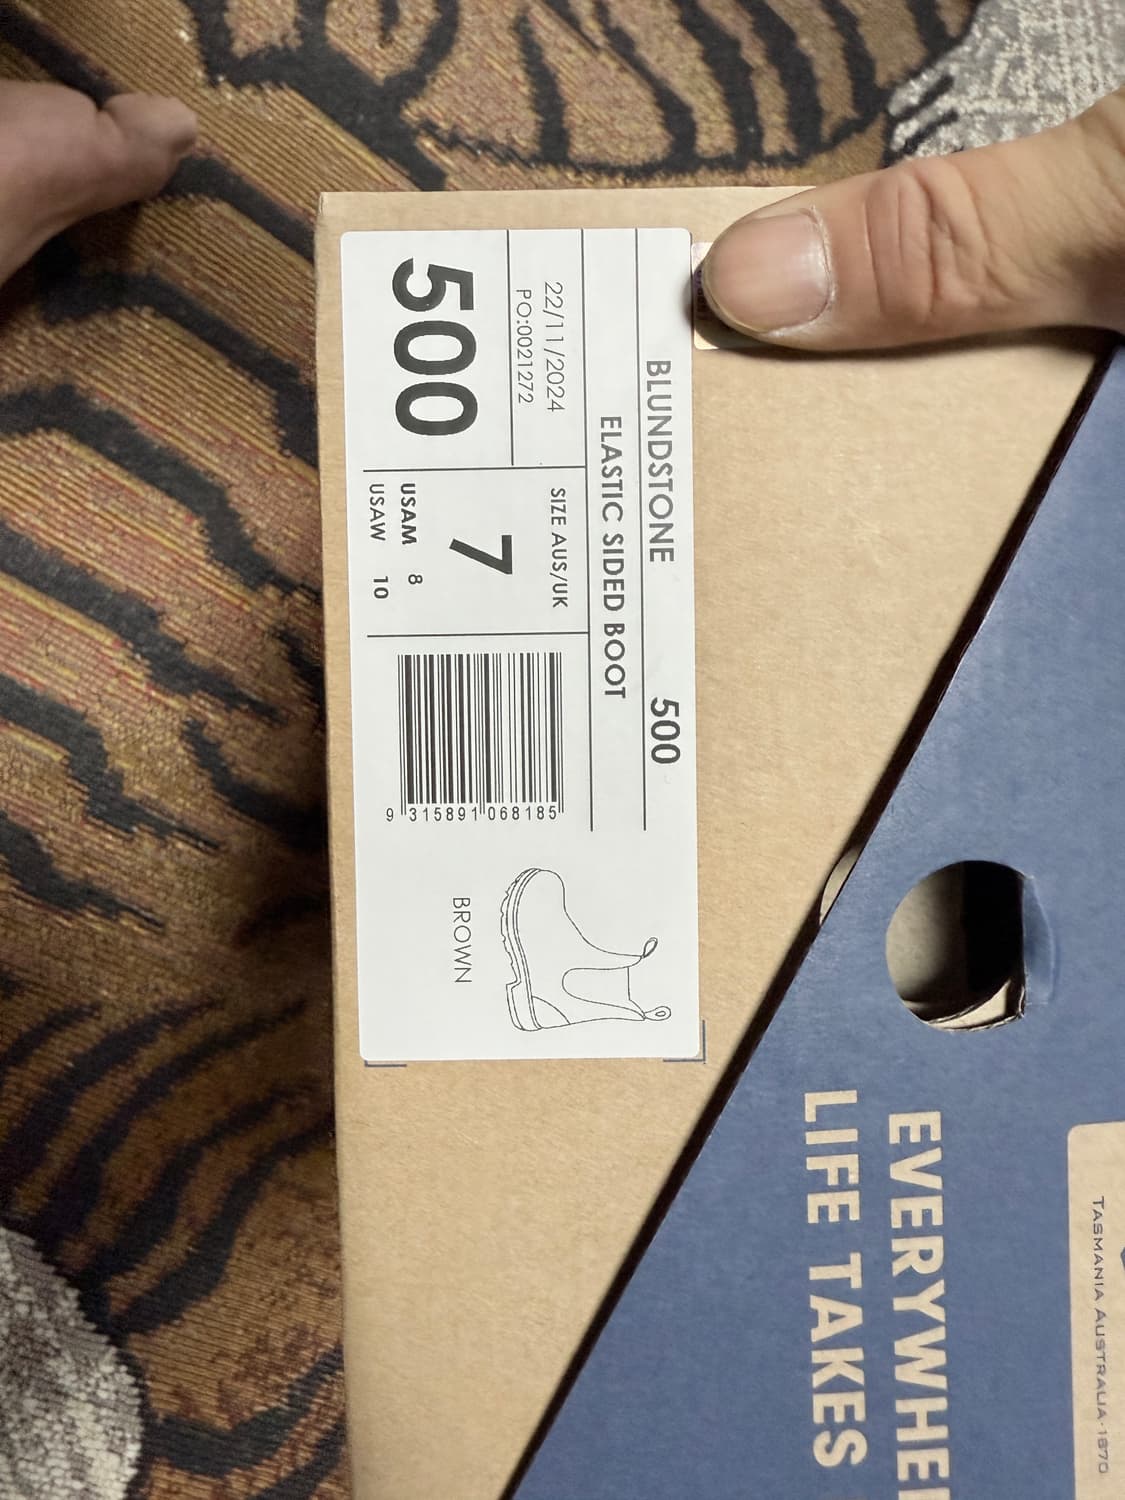 BLUNDSTONE 500
ELASTIC SIDED BOOT
22/11/2024
PO:0021272
500
SIZE AUS/UK
7
USAM 8
USAW 10
9 315891 068185
BROWN
EVERYWHE
LIFE TAKES
TASMANIA AUSTRALIA·1870